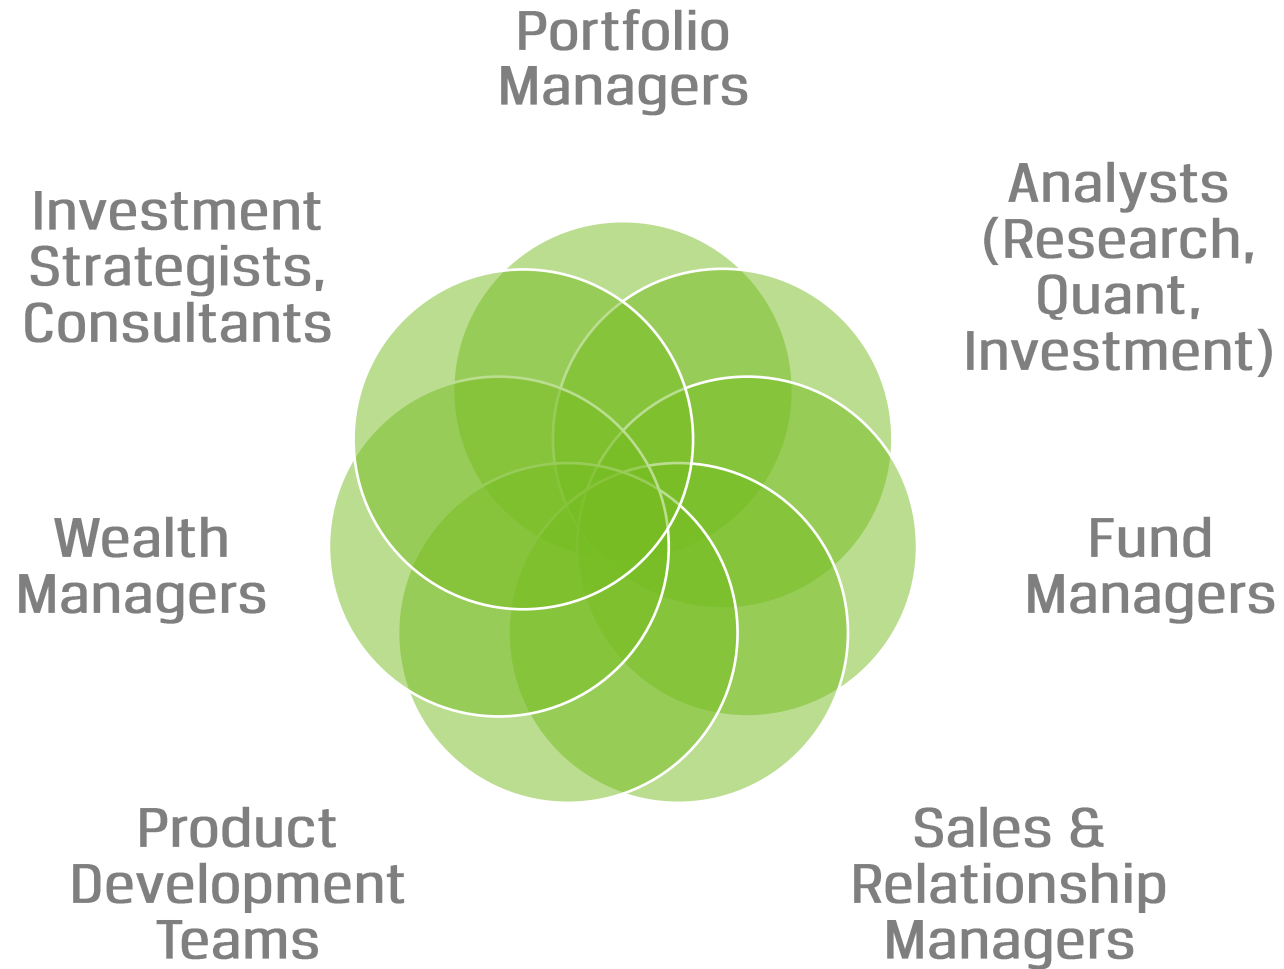 Portfolio
Managers
Analysts
(Research,
Quant,
Investment)
Fund
Managers
Sales &
Relationship
Managers
Product
Development
Teams
Wealth
Managers
Investment
Strategists,
Consultants